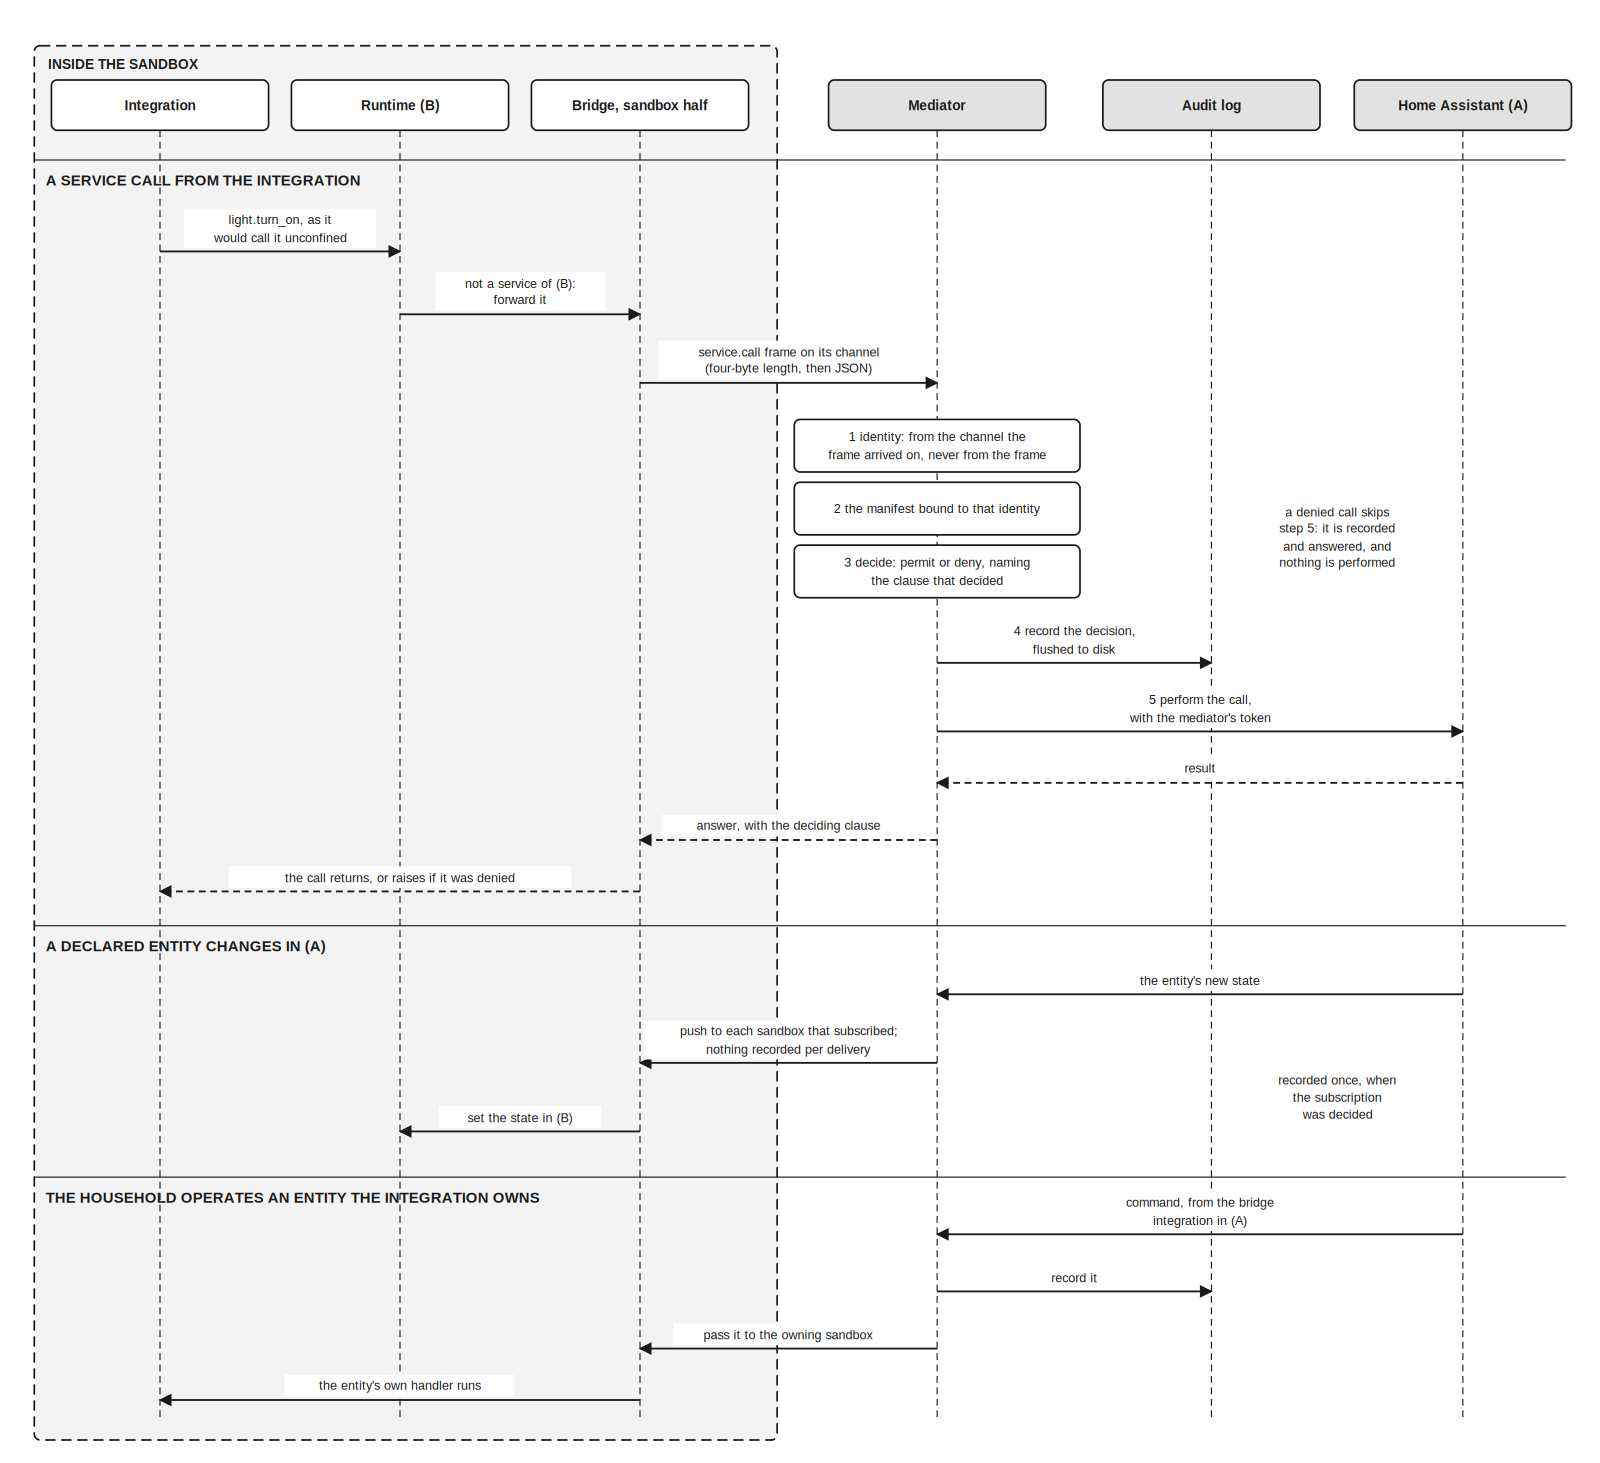 INSIDE THE SANDBOX
Integration
Runtime (B)
Bridge, sandbox half
Mediator
Audit log
Home Assistant (A)
A SERVICE CALL FROM THE INTEGRATION
light.turn_on, as it
would call it unconfined
not a service of (B):
forward it
service.call frame on its channel
(four-byte length, then JSON)
1 identity: from the channel the
frame arrived on, never from the frame
2 the manifest bound to that identity
3 decide: permit or deny, naming
the clause that decided
a denied call skips
step 5: it is recorded
and answered, and
nothing is performed
4 record the decision,
flushed to disk
5 perform the call,
with the mediator's token
result
answer, with the deciding clause
the call returns, or raises if it was denied
A DECLARED ENTITY CHANGES IN (A)
the entity's new state
push to each sandbox that subscribed;
nothing recorded per delivery
recorded once, when
the subscription
was decided
set the state in (B)
THE HOUSEHOLD OPERATES AN ENTITY THE INTEGRATION OWNS
command, from the bridge
integration in (A)
record it
pass it to the owning sandbox
the entity's own handler runs